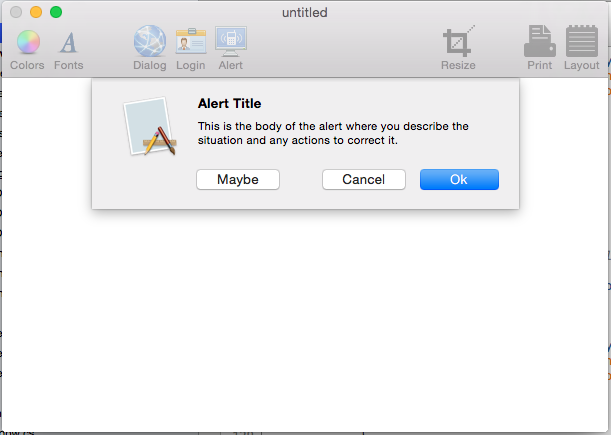 untitled
Colors Fonts Dialog Login Alert Resize Print Layout
Alert Title
This is the body of the alert where you describe the
situation and any actions to correct it.
Maybe Cancel Ok